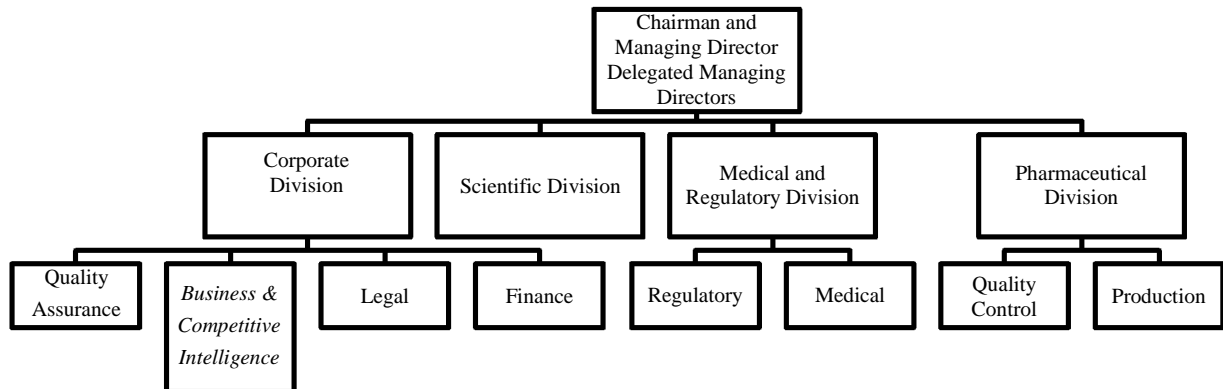 Chairman and
Managing Director
Delegated Managing
Directors
Corporate
Division
Scientific Division
Medical and
Regulatory Division
Pharmaceutical
Division
Quality
Assurance
Business &
Competitive
Intelligence
Legal
Finance
Regulatory
Medical
Quality
Control
Production